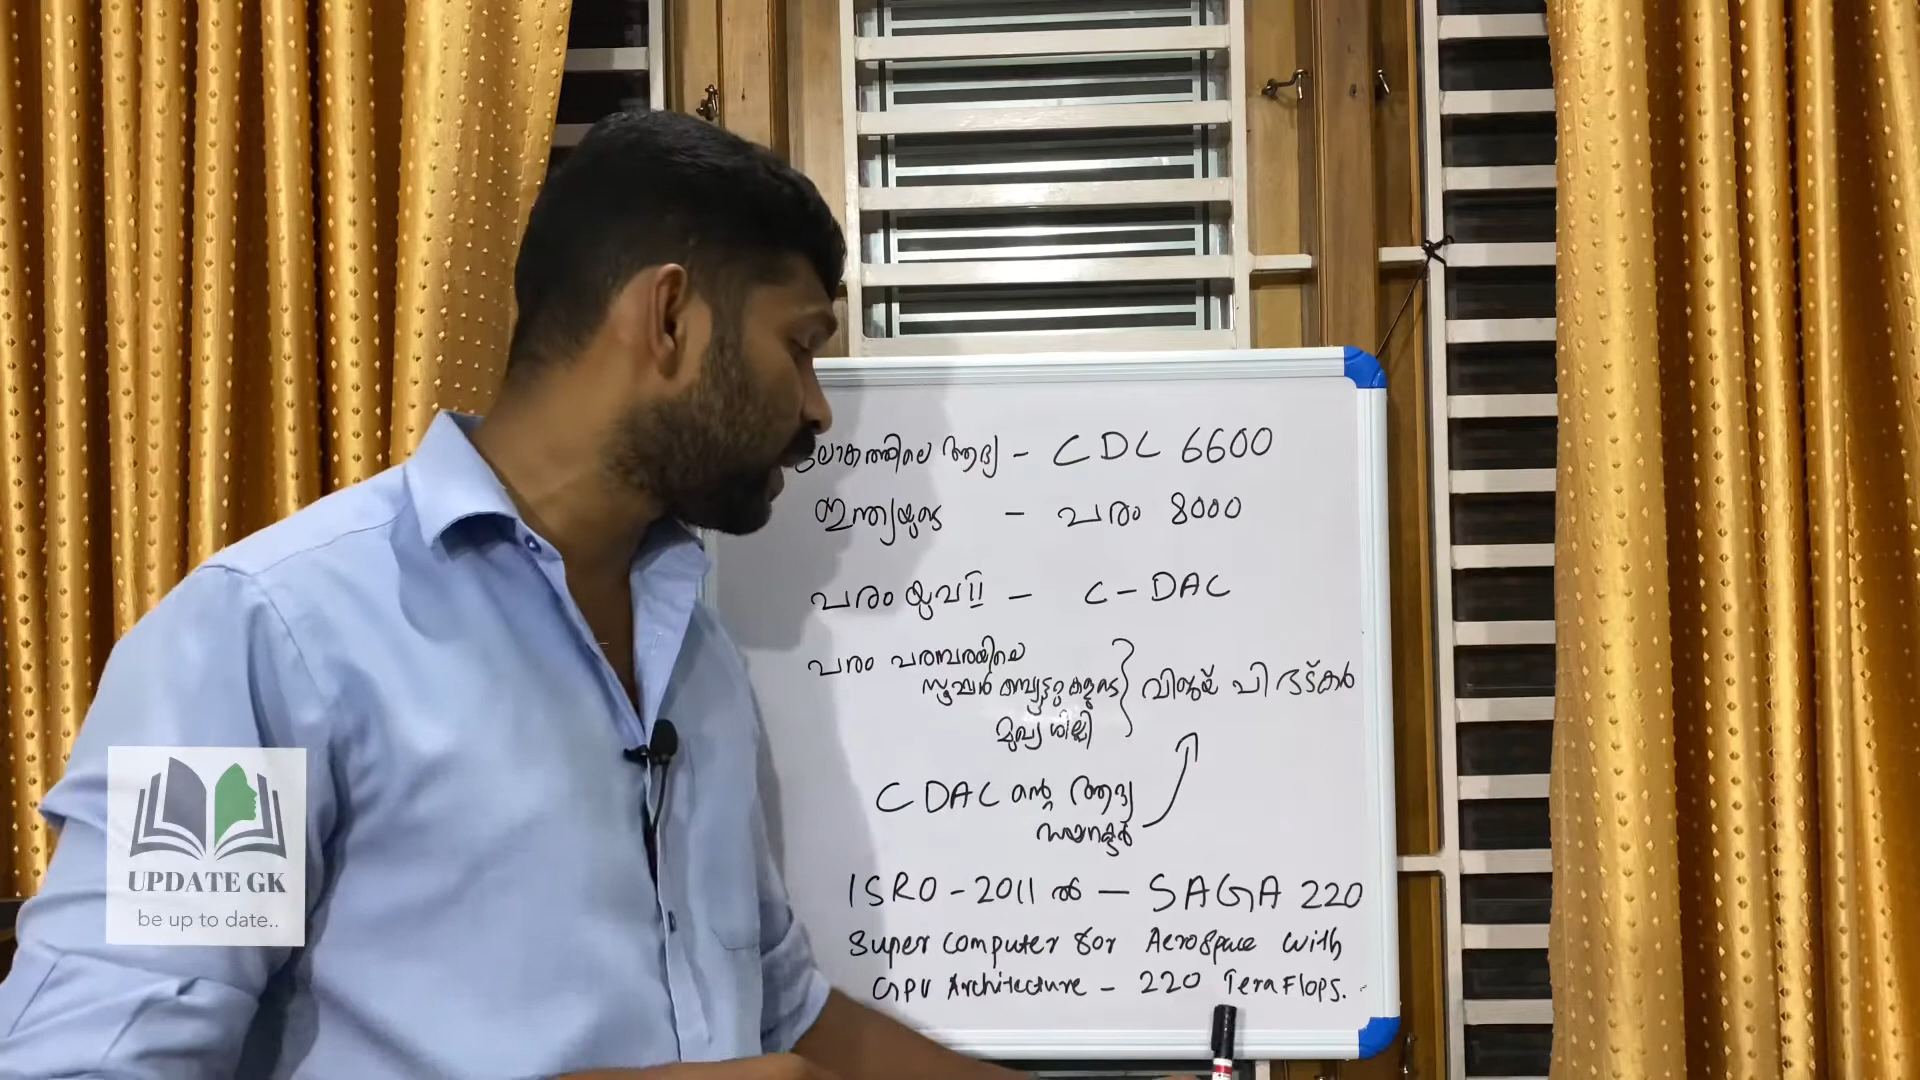 ലോകത്തിലെ ആദ്യ - CDC 6600
ഇന്ത്യയുടെ - പരം 8000
പരം യുവ II - C-DAC
പരം പരമ്പരയിലെ
സൂപ്പർ കമ്പ്യൂട്ടറുകളുടെ } വിജയ് പി ഭട്കർ
മുഖ്യ ശില്പി
CDAC ന്റെ ആദ്യ
ഡയറക്ടർ
ISRO - 2011 ൽ - SAGA 220
Super Computer for Aerospace with
GPU Architecture - 220 TeraFlops.
UPDATE GK
be up to date..